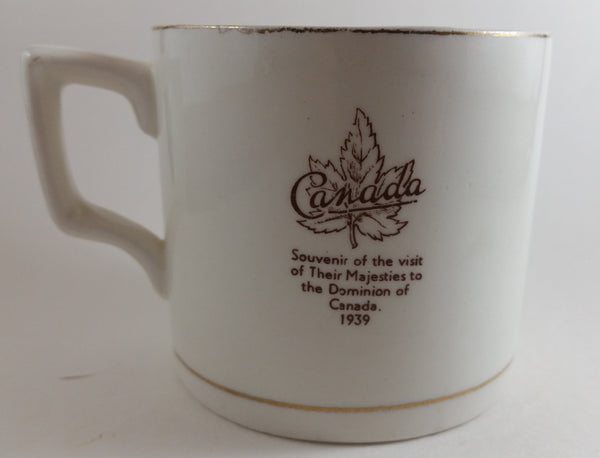 Canada
Souvenir of the visit
of Their Majesties to
the Dominion of
Canada.
1939